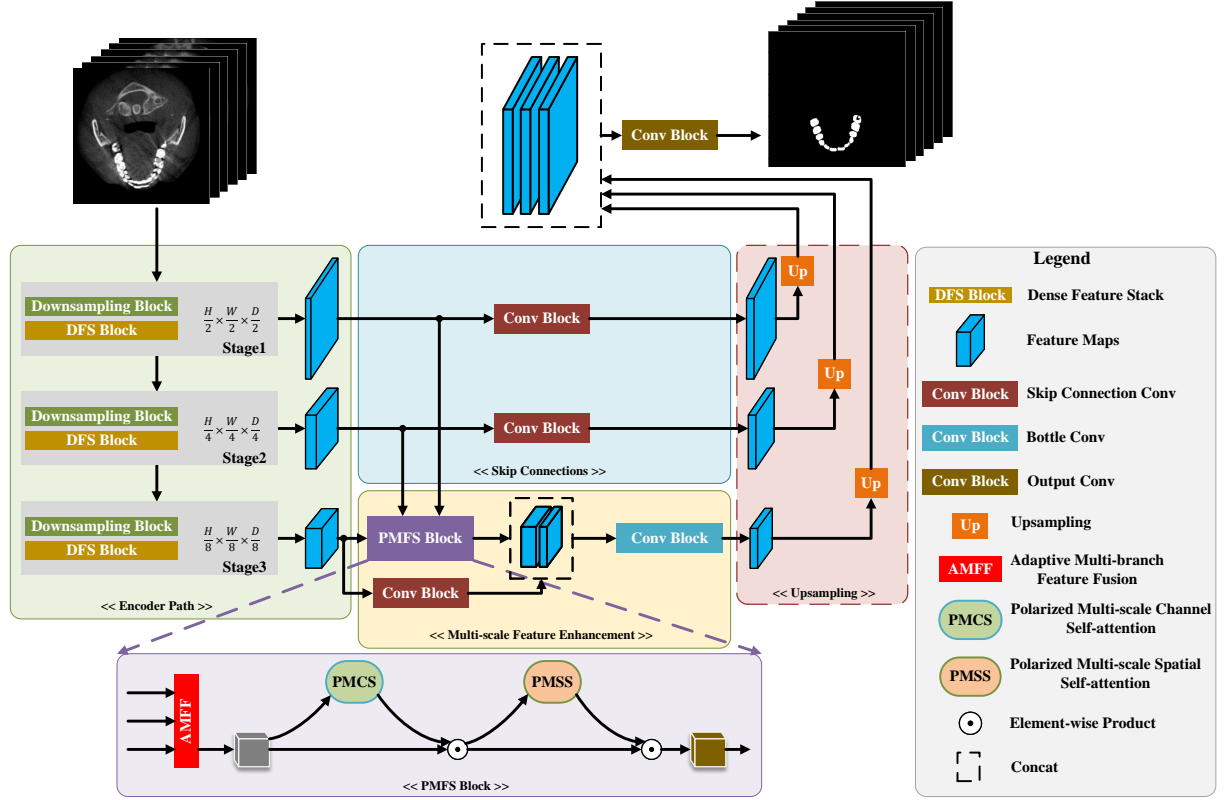 Conv Block
Up
Up
Up
Downsampling Block
DFS Block
H/2 × W/2 × D/2
Stage1
Conv Block
Downsampling Block
DFS Block
H/4 × W/4 × D/4
Stage2
Conv Block
<< Skip Connections >>
Downsampling Block
DFS Block
H/8 × W/8 × D/8
Stage3
<< Encoder Path >>
PMFS Block
Conv Block
Conv Block
<< Multi-scale Feature Enhancement >>
<< Upsampling >>
AMFF
PMCS
PMSS
<< PMFS Block >>
Legend
DFS Block Dense Feature Stack
Feature Maps
Conv Block Skip Connection Conv
Conv Block Bottle Conv
Conv Block Output Conv
Up Upsampling
AMFF Adaptive Multi-branch
Feature Fusion
PMCS Polarized Multi-scale Channel
Self-attention
PMSS Polarized Multi-scale Spatial
Self-attention
Element-wise Product
Concat